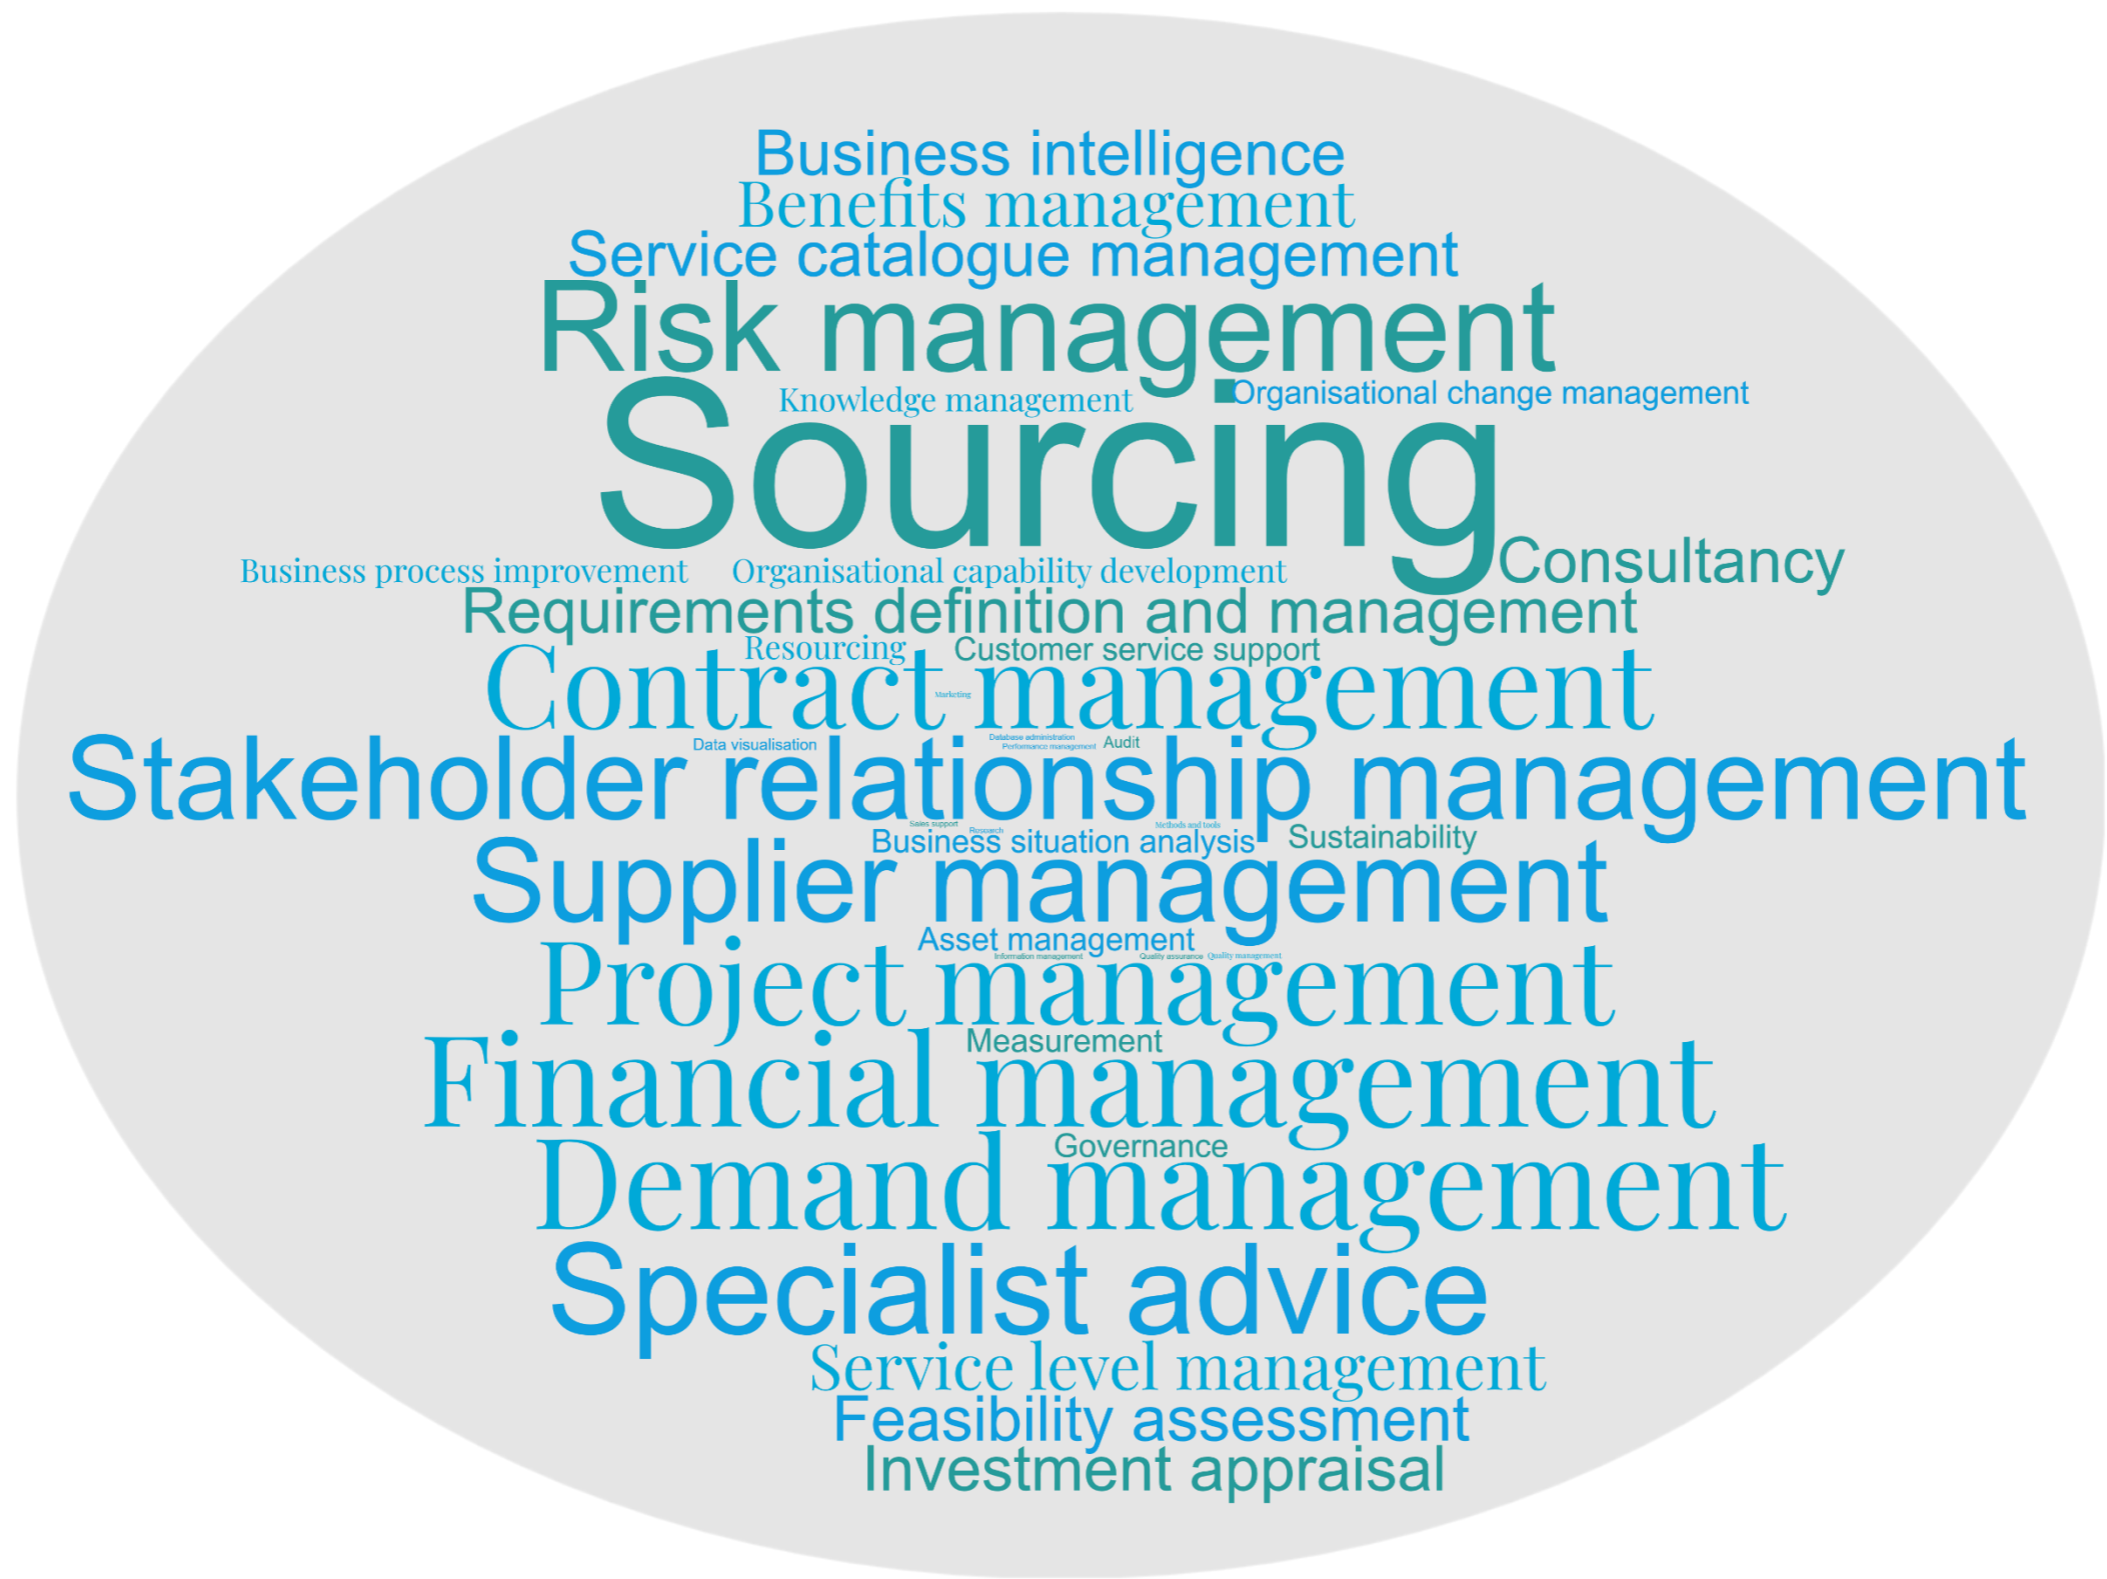 Business intelligence
Benefits management
Service catalogue management
Risk management
Knowledge management
Organisational change management
Sourcing
Consultancy
Business process improvement
Organisational capability development
Requirements definition and management
Resourcing
Customer service support
Contract management
Marketing
Data visualisation
Database administration
Performance management
Audit
Stakeholder relationship management
Sales support
Research
Methods and tools
Business situation analysis
Sustainability
Supplier management
Asset management
Information management
Quality assurance
Quality management
Project management
Measurement
Financial management
Governance
Demand management
Specialist advice
Service level management
Feasibility assessment
Investment appraisal